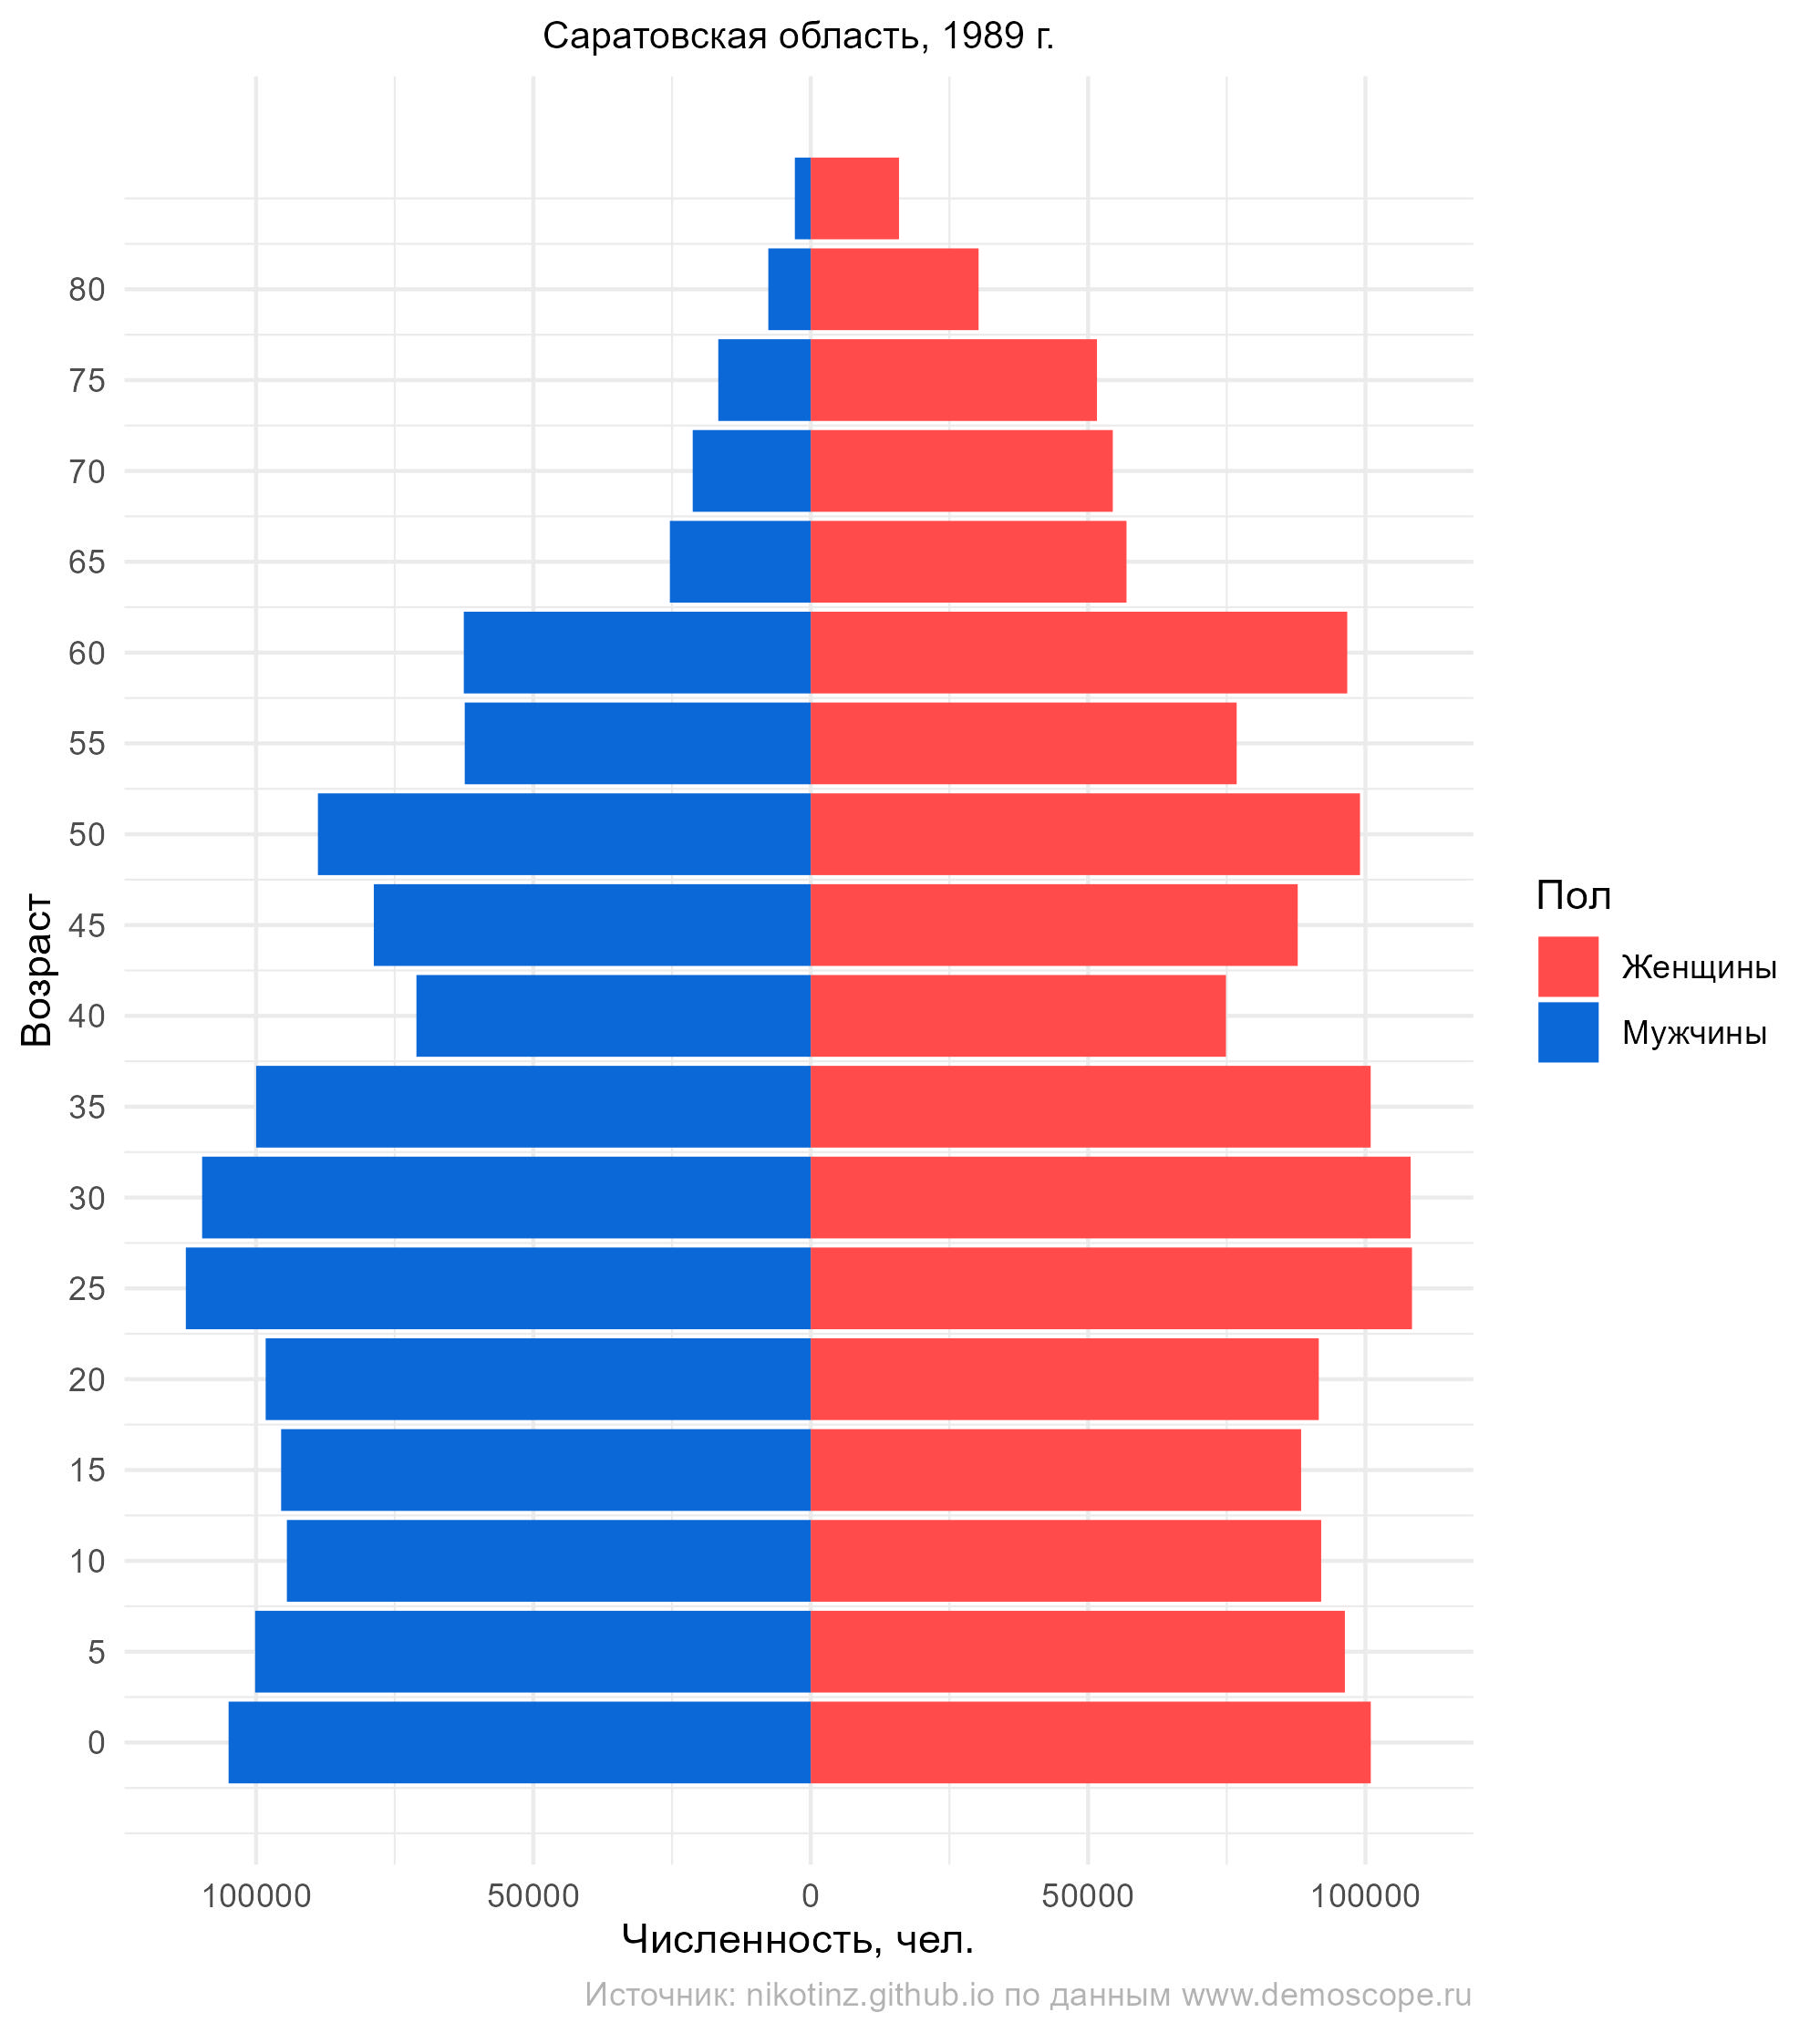 Саратовская область, 1989 г.
80
75
70
65
60
55
50
45
40
35
30
25
20
15
10
5
0
Возраст
100000 50000 0 50000 100000
Численность, чел.
Пол
Женщины
Мужчины
Источник: nikotinz.github.io по данным www.demoscope.ru